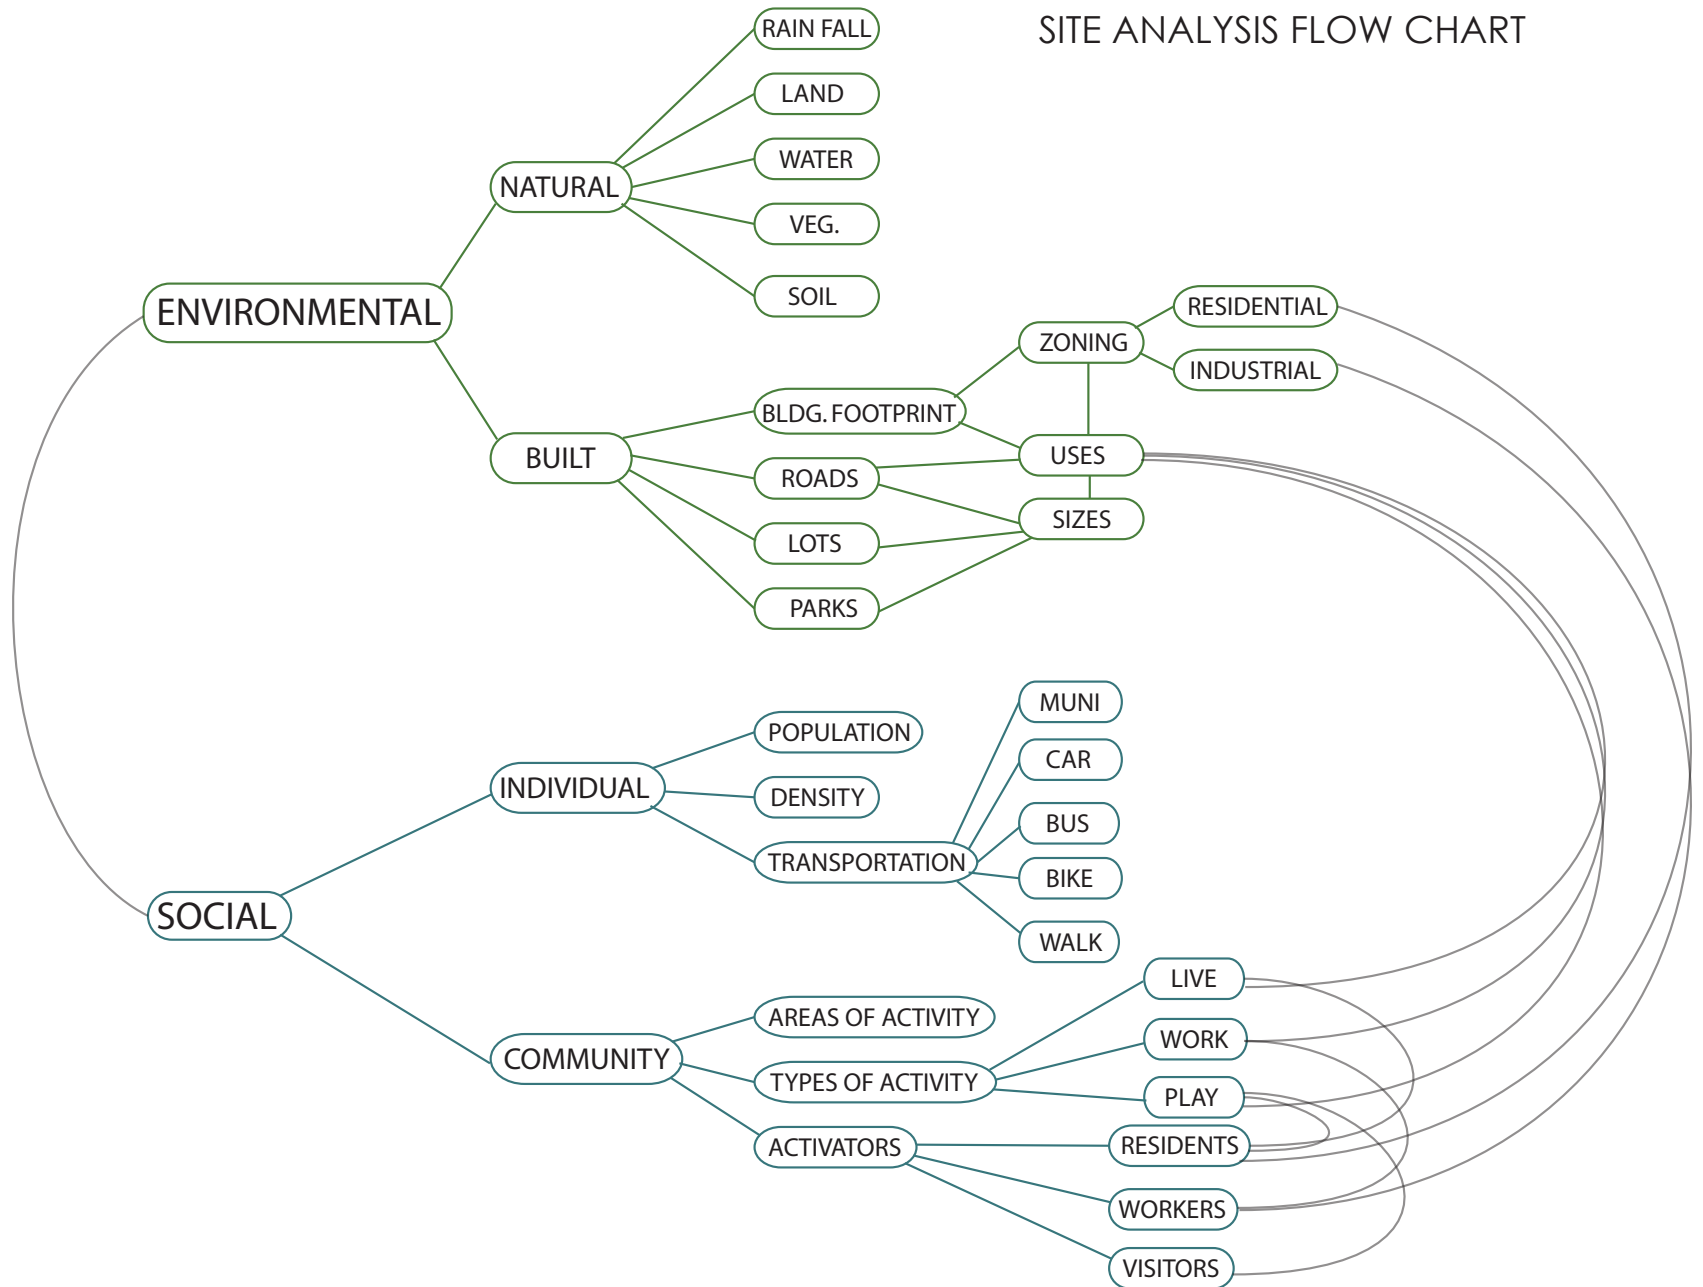 SITE ANALYSIS FLOW CHART
RAIN FALL
LAND
WATER
NATURAL
VEG.
SOIL
ENVIRONMENTAL
RESIDENTIAL
ZONING
INDUSTRIAL
BLDG. FOOTPRINT
BUILT
USES
ROADS
SIZES
LOTS
PARKS
MUNI
POPULATION
CAR
INDIVIDUAL
DENSITY
BUS
TRANSPORTATION
BIKE
SOCIAL
WALK
LIVE
AREAS OF ACTIVITY
WORK
COMMUNITY
TYPES OF ACTIVITY
PLAY
ACTIVATORS
RESIDENTS
WORKERS
VISITORS